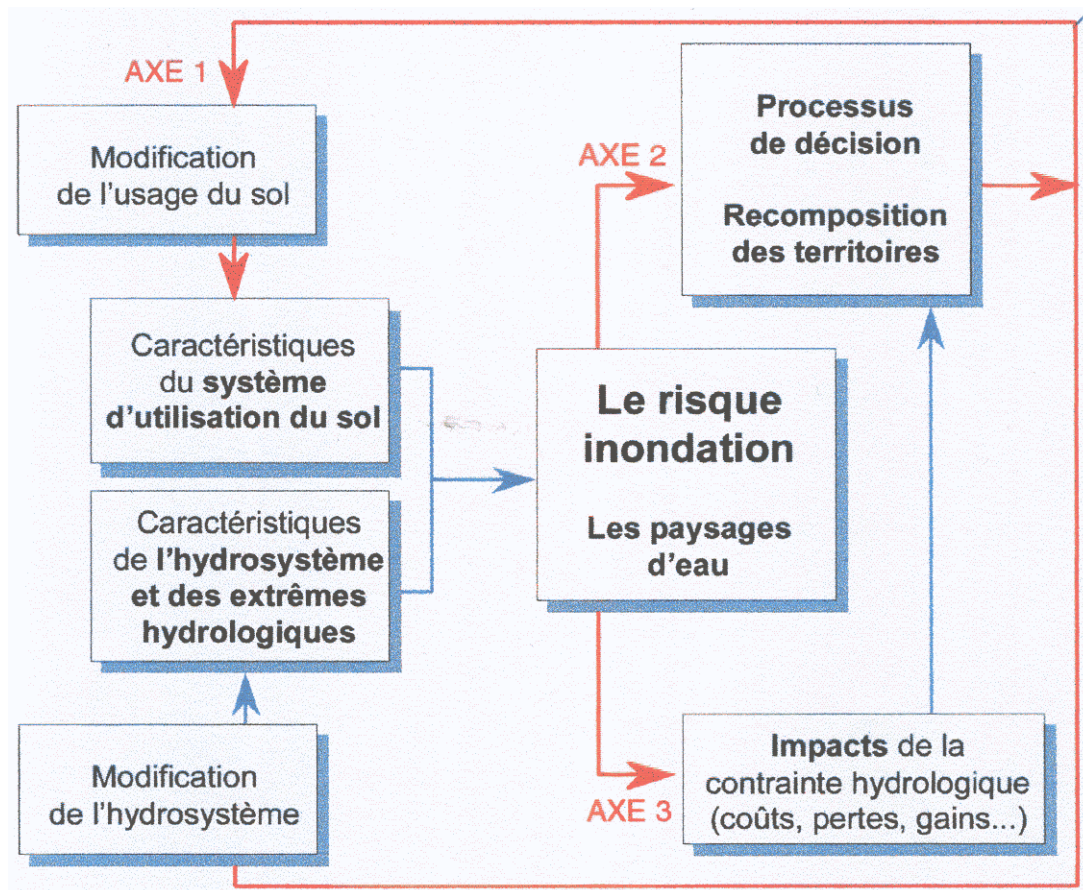 AXE 1
Modification
de l'usage du sol
Caractéristiques
du système
d'utilisation du sol
Caractéristiques
de l'hydrosystème
et des extrêmes
hydrologiques
Modification
de l'hydrosystème
Le risque
inondation
Les paysages
d'eau
AXE 2
Processus
de décision
Recomposition
des territoires
AXE 3
Impacts de la
contrainte hydrologique
(coûts, pertes, gains...)